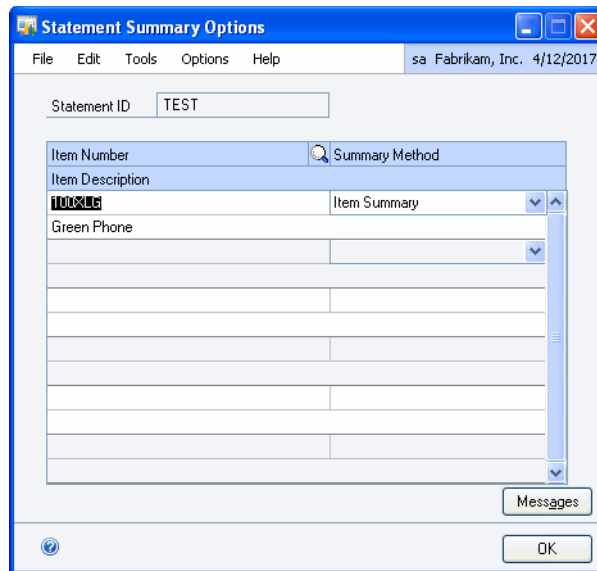 Statement Summary Options
File Edit Tools Options Help sa Fabrikam, Inc. 4/12/2017
Statement ID TEST
Item Number Summary Method
Item Description
100XLG Item Summary
Green Phone
Messages
OK